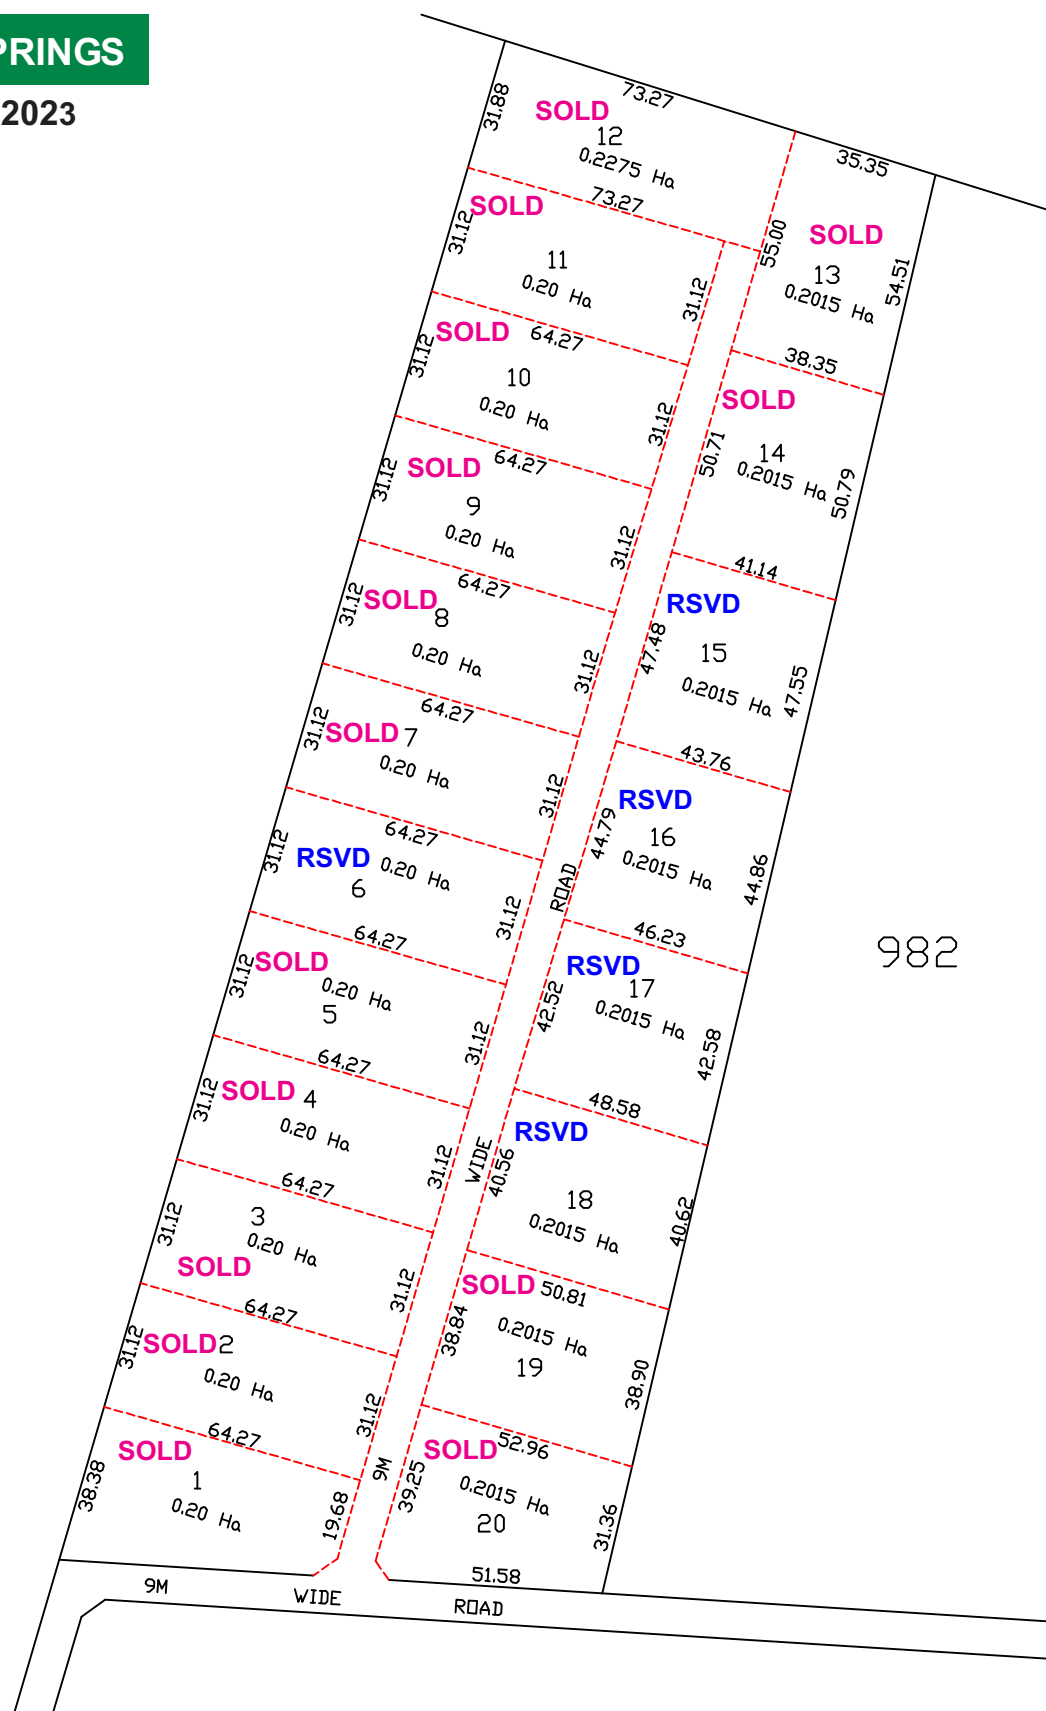 PRINGS
2023
73.27
31.88
SOLD
12
0.2275 Ha
35.35
73.27
SOLD
31.12
11
0.20 Ha
31.12
55.00
SOLD
13
0.2015 Ha
54.51
SOLD
64.27
31.12
10
0.20 Ha
31.12
38.35
SOLD
14
0.2015 Ha
50.71
50.79
SOLD
64.27
31.12
9
0.20 Ha
31.12
41.14
64.27
SOLD
8
31.12
0.20 Ha
31.12
RSVD
47.48
15
0.2015 Ha
47.55
64.27
SOLD 7
31.12
0.20 Ha
31.12
43.76
RSVD
44.79
16
0.2015 Ha
44.86
64.27
31.12
RSVD
0.20 Ha
6
31.12
ROAD
46.23
982
64.27
SOLD
31.12
0.20 Ha
5
31.12
RSVD
17
42.52
0.2015 Ha
42.58
64.27
SOLD 4
31.12
0.20 Ha
31.12
48.58
RSVD
WIDE
40.56
18
0.2015 Ha
40.62
64.27
3
31.12
0.20 Ha
SOLD
31.12
SOLD
50.81
38.84
0.2015 Ha
19
38.90
64.27
SOLD 2
31.12
0.20 Ha
31.12
64.27
SOLD
1
38.38
0.20 Ha
19.68
9M
SOLD
52.96
39.25
0.2015 Ha
20
31.36
51.58
9M WIDE ROAD